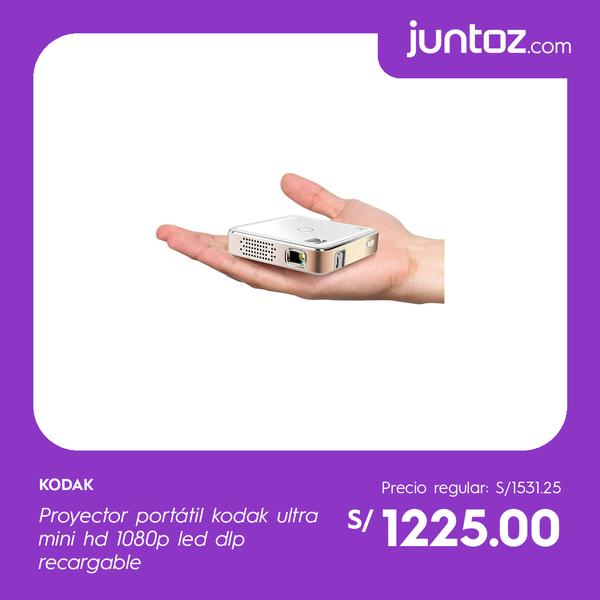 juntoz.com
KODAK
Proyector portátil kodak ultra
mini hd 1080p led dlp
recargable
Precio regular: S/1531.25
S/ 1225.00